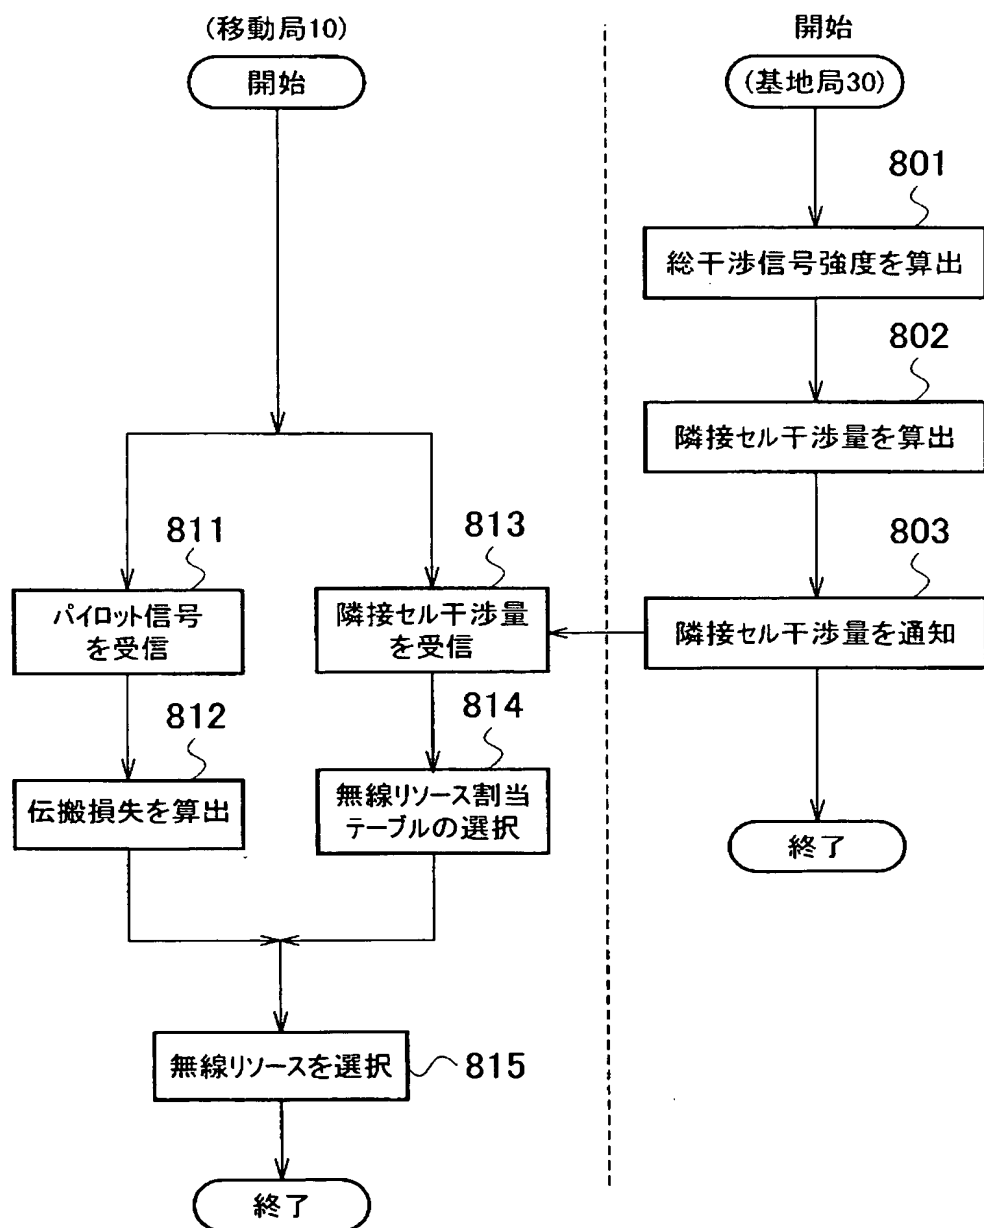 (移動局10)
開始
開始
(基地局30)
801
総干渉信号強度を算出
802
隣接セル干渉量を算出
803
隣接セル干渉量を通知
終了
811
パイロット信号
を受信
812
伝搬損失を算出
813
隣接セル干渉量
を受信
814
無線リソース割当
テーブルの選択
無線リソースを選択
815
終了